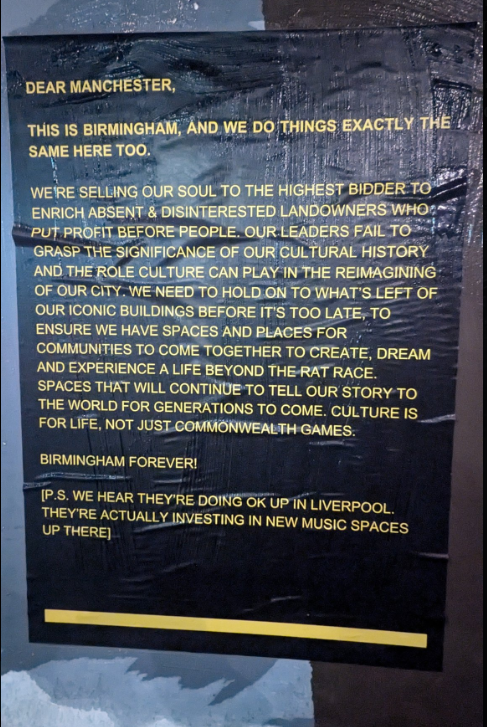 DEAR MANCHESTER,
THIS IS BIRMINGHAM, AND WE DO THINGS EXACTLY THE
SAME HERE TOO.
WE'RE SELLING OUR SOUL TO THE HIGHEST BIDDER TO
ENRICH ABSENT & DISINTERESTED LANDOWNERS WHO
PUT PROFIT BEFORE PEOPLE. OUR LEADERS FAIL TO
GRASP THE SIGNIFICANCE OF OUR CULTURAL HISTORY
AND THE ROLE CULTURE CAN PLAY IN THE REIMAGINING
OF OUR CITY. WE NEED TO HOLD ON TO WHAT'S LEFT OF
OUR ICONIC BUILDINGS BEFORE IT'S TOO LATE, TO
ENSURE WE HAVE SPACES AND PLACES FOR
COMMUNITIES TO COME TOGETHER TO CREATE, DREAM
AND EXPERIENCE A LIFE BEYOND THE RAT RACE.
SPACES THAT WILL CONTINUE TO TELL OUR STORY TO
THE WORLD FOR GENERATIONS TO COME. CULTURE IS
FOR LIFE, NOT JUST COMMONWEALTH GAMES.
BIRMINGHAM FOREVER!
[P.S. WE HEAR THEY'RE DOING OK UP IN LIVERPOOL.
THEY'RE ACTUALLY INVESTING IN NEW MUSIC SPACES
UP THERE]